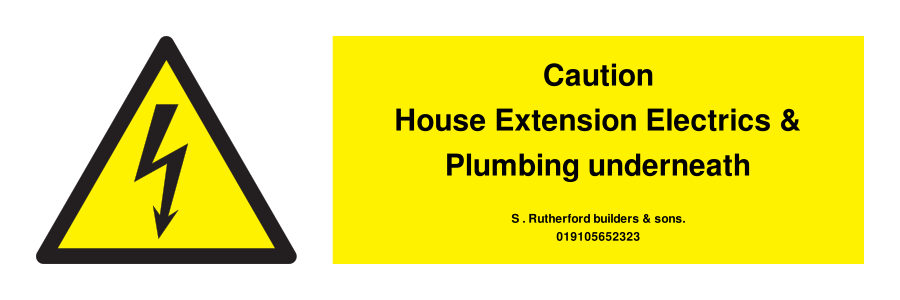 Caution
House Extension Electrics &
Plumbing underneath
S . Rutherford builders & sons.
019105652323